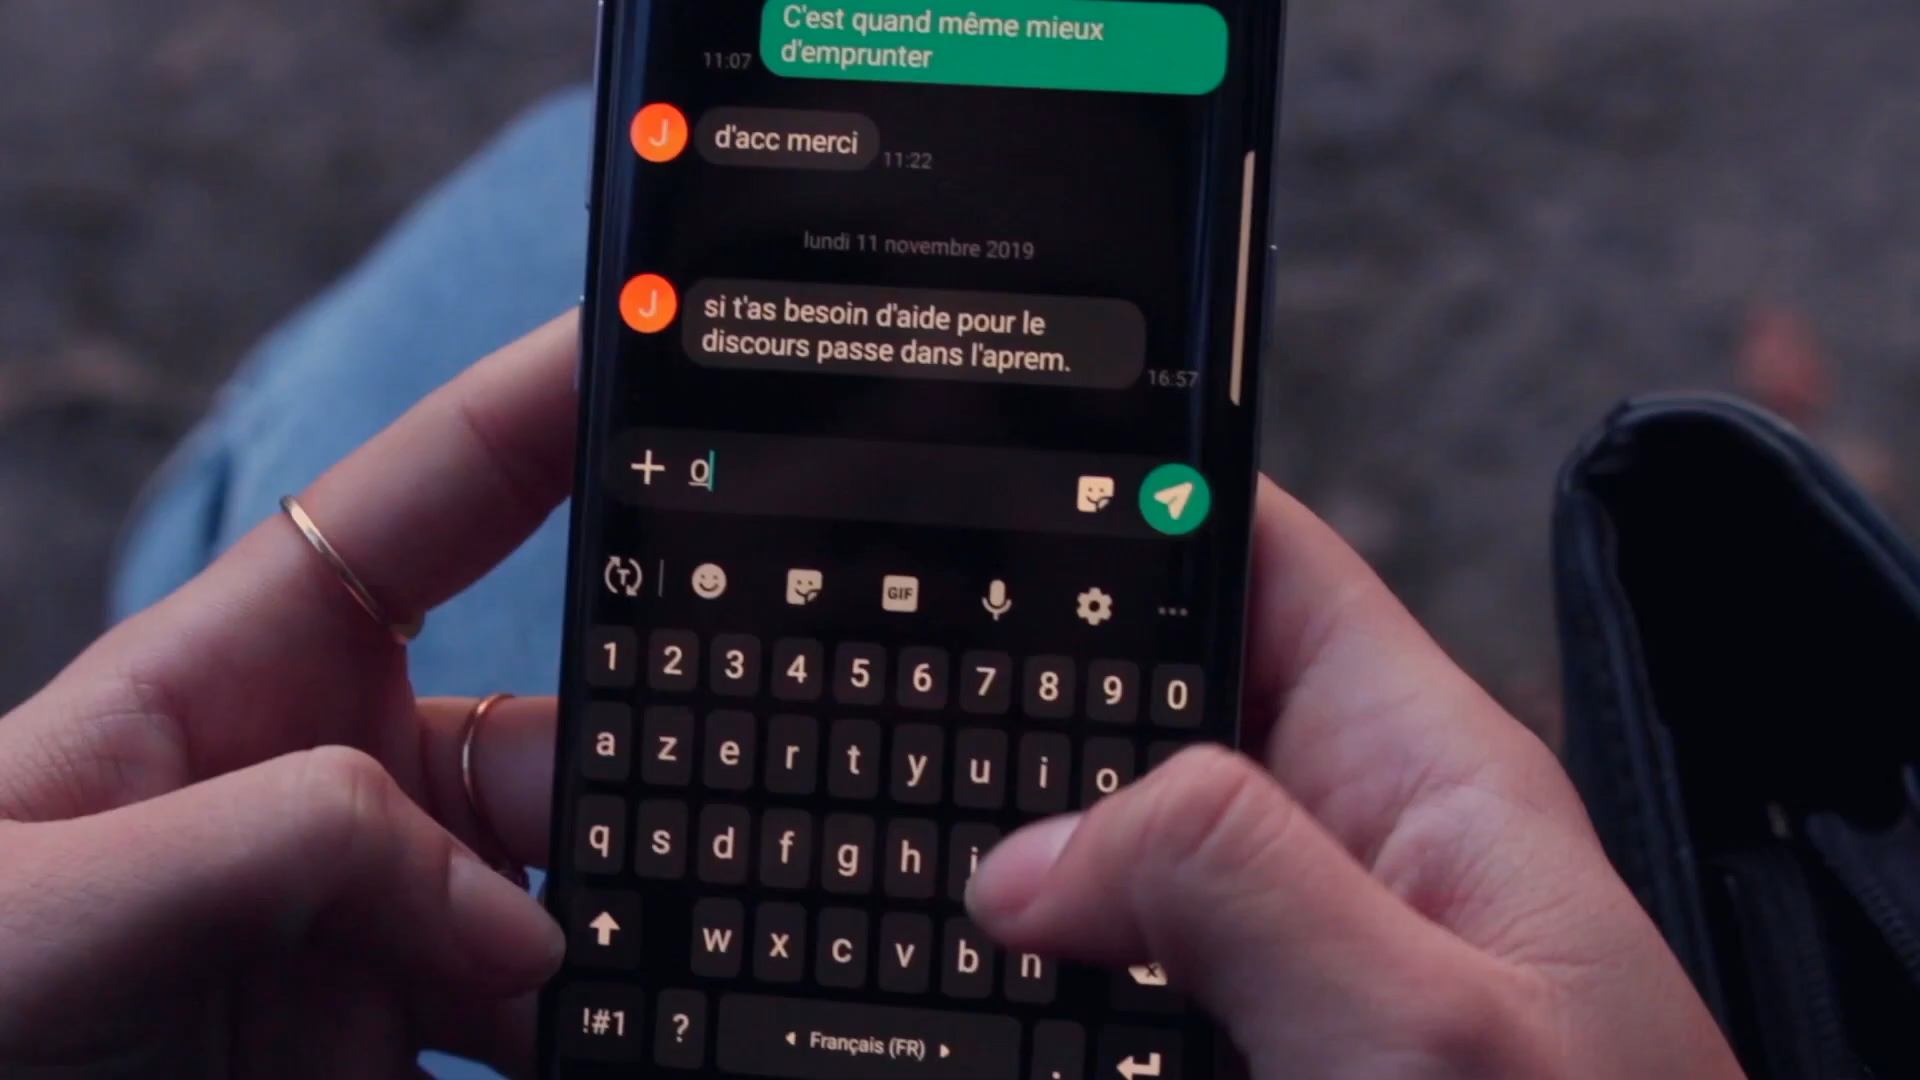 C'est quand même mieux
d'emprunter
11:07
J
d'acc merci
11:22
lundi 11 novembre 2019
J
si t'as besoin d'aide pour le
discours passe dans l'aprem.
16:57
o
T
GIF
1 2 3 4 5 6 7 8 9 0
a z e r t y u i o
q s d f g h j
w x c v b n
!#1 ? Français (FR) .